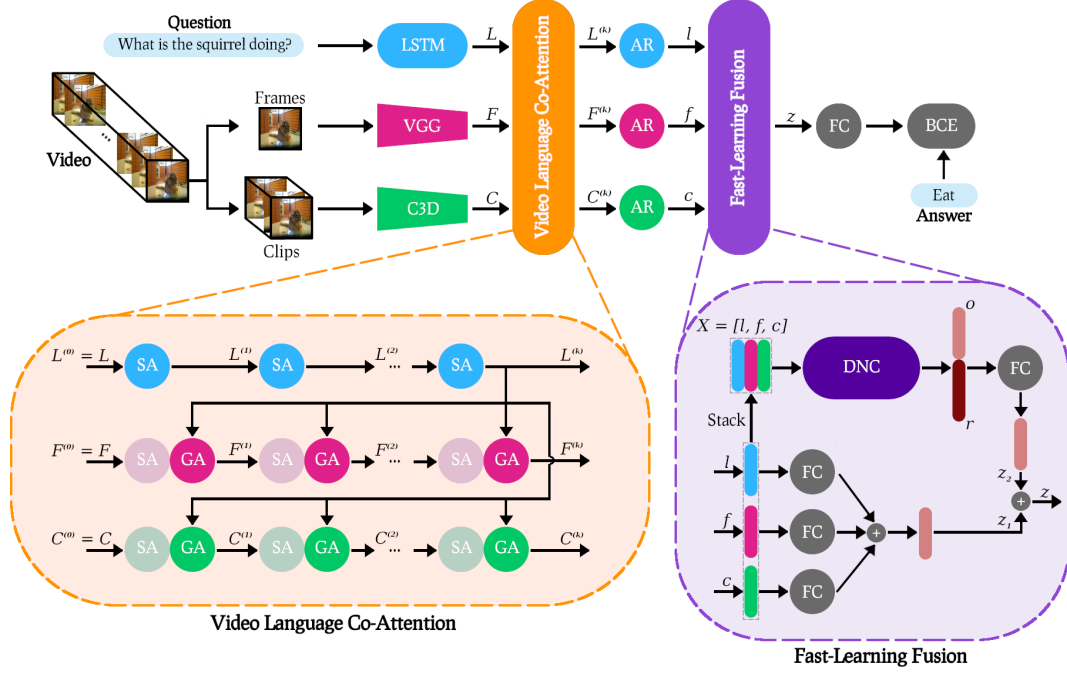 Question
What is the squirrel doing?
LSTM
L
Video Language Co-Attention
L⁽ᵏ⁾
AR
l
Fast-Learning Fusion
Video
Frames
VGG
F
F⁽ᵏ⁾
AR
f
z
FC
BCE
Clips
C3D
C
C⁽ᵏ⁾
AR
c
Eat
Answer
L⁽⁰⁾ = L
SA
L⁽¹⁾
SA
L⁽²⁾
...
SA
L⁽ᵏ⁾
F⁽⁰⁾ = F
SA
GA
F⁽¹⁾
SA
GA
F⁽²⁾
...
SA
GA
F⁽ᵏ⁾
C⁽⁰⁾ = C
SA
GA
C⁽¹⁾
SA
GA
C⁽²⁾
...
SA
GA
C⁽ᵏ⁾
Video Language Co-Attention
X = [l, f, c]
DNC
o
r
FC
Stack
l
FC
z₂
+
z
f
FC
+
z₁
c
FC
Fast-Learning Fusion